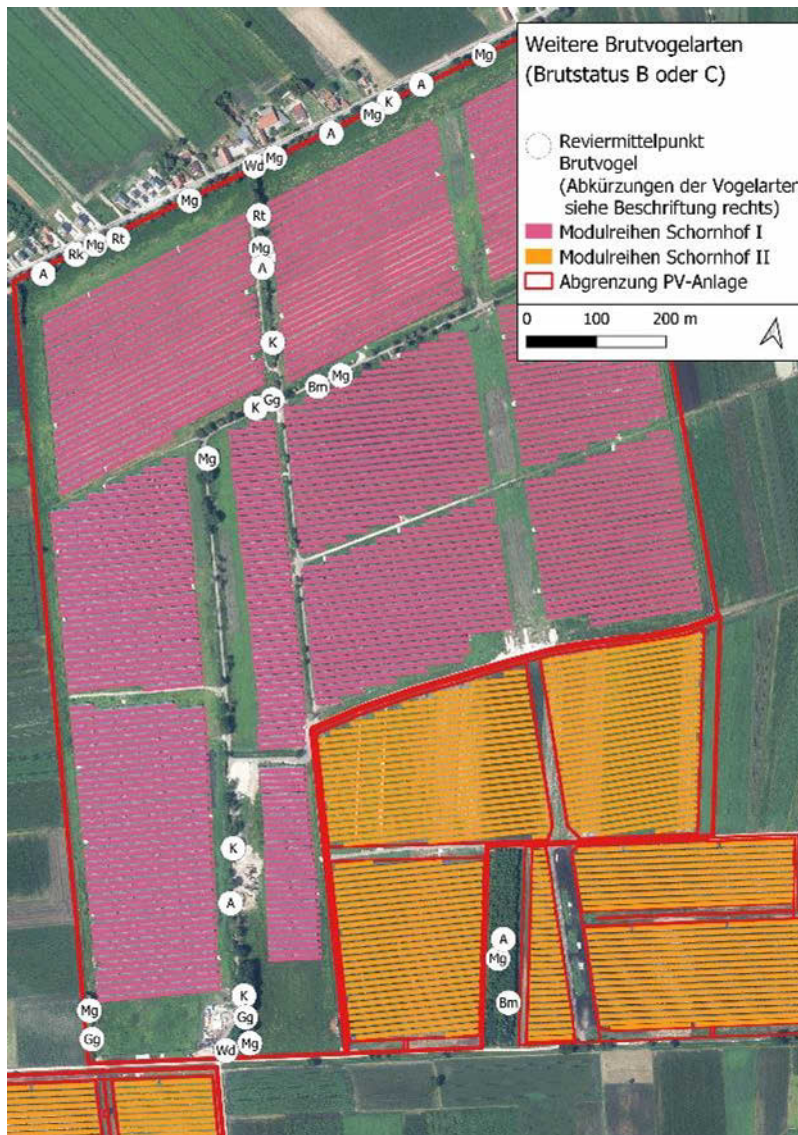 Weitere Brutvogelarten
(Brutstatus B oder C)
Reviermittelpunkt
Brutvogel
(Abkürzungen der Vogelarten
siehe Beschriftung rechts)
Modulreihen Schornhof I
Modulreihen Schornhof II
Abgrenzung PV-Anlage
0 100 200 m
Mg
A
K
Mg
A
Mg
Wd
Mg
Rt
Mg
Rk
A
Rt
Mg
A
K
Mg
Bm
Gg
K
Mg
K
A
A
Mg
K
Bm
Mg
Gg
Gg
Mg
Wd